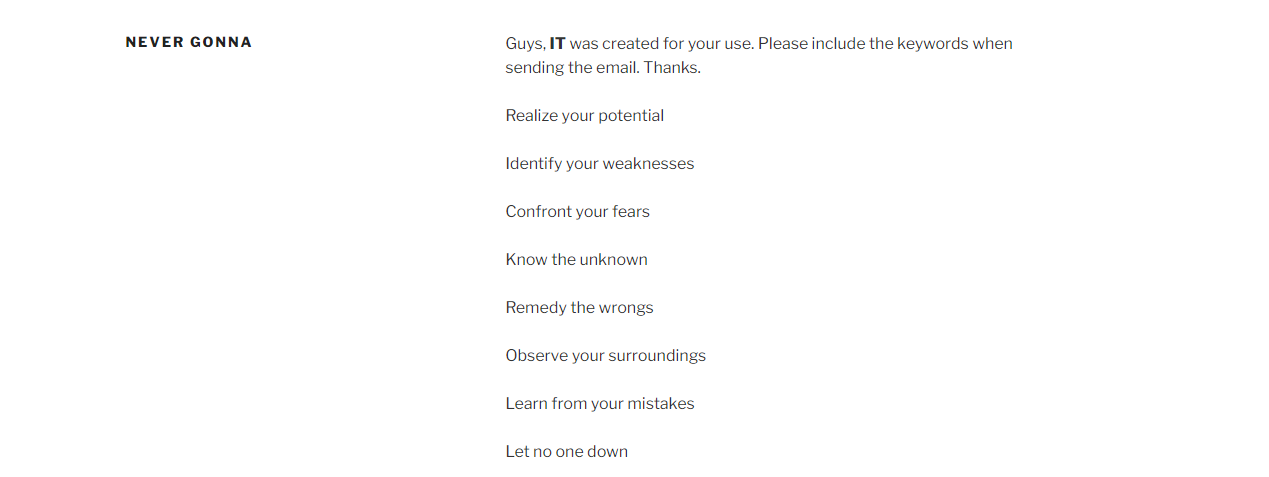 NEVER GONNA
Guys, IT was created for your use. Please include the keywords when
sending the email. Thanks.
Realize your potential
Identify your weaknesses
Confront your fears
Know the unknown
Remedy the wrongs
Observe your surroundings
Learn from your mistakes
Let no one down